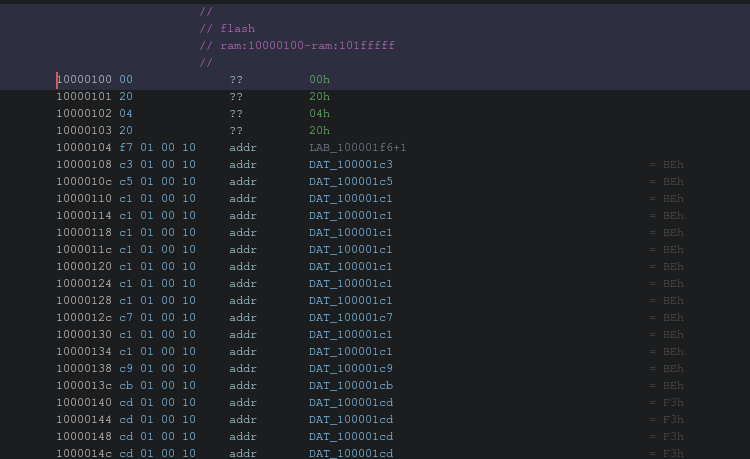 //
// flash
// ram:10000100-ram:101fffff
//
10000100 00 ?? 00h
10000101 20 ?? 20h
10000102 04 ?? 04h
10000103 20 ?? 20h
10000104 f7 01 00 10 addr LAB_100001f6+1
10000108 c3 01 00 10 addr DAT_100001c3 = BEh
1000010c c5 01 00 10 addr DAT_100001c5 = BEh
10000110 c1 01 00 10 addr DAT_100001c1 = BEh
10000114 c1 01 00 10 addr DAT_100001c1 = BEh
10000118 c1 01 00 10 addr DAT_100001c1 = BEh
1000011c c1 01 00 10 addr DAT_100001c1 = BEh
10000120 c1 01 00 10 addr DAT_100001c1 = BEh
10000124 c1 01 00 10 addr DAT_100001c1 = BEh
10000128 c1 01 00 10 addr DAT_100001c1 = BEh
1000012c c7 01 00 10 addr DAT_100001c7 = BEh
10000130 c1 01 00 10 addr DAT_100001c1 = BEh
10000134 c1 01 00 10 addr DAT_100001c1 = BEh
10000138 c9 01 00 10 addr DAT_100001c9 = BEh
1000013c cb 01 00 10 addr DAT_100001cb = BEh
10000140 cd 01 00 10 addr DAT_100001cd = F3h
10000144 cd 01 00 10 addr DAT_100001cd = F3h
10000148 cd 01 00 10 addr DAT_100001cd = F3h
1000014c cd 01 00 10 addr DAT_100001cd = F3h